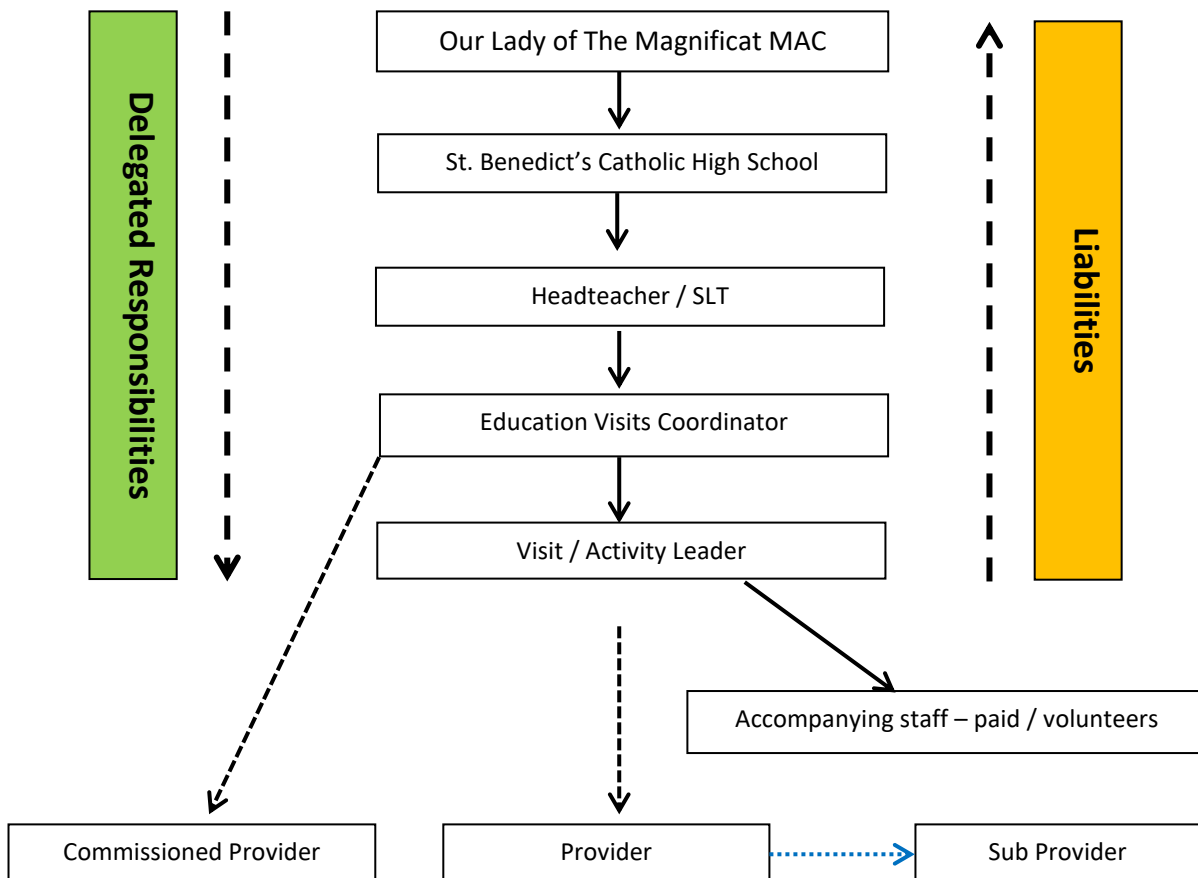 Our Lady of The Magnificat MAC
Delegated Responsibilities
Liabilities
St. Benedict’s Catholic High School
Headteacher / SLT
Education Visits Coordinator
Visit / Activity Leader
Accompanying staff – paid / volunteers
Commissioned Provider
Provider
Sub Provider